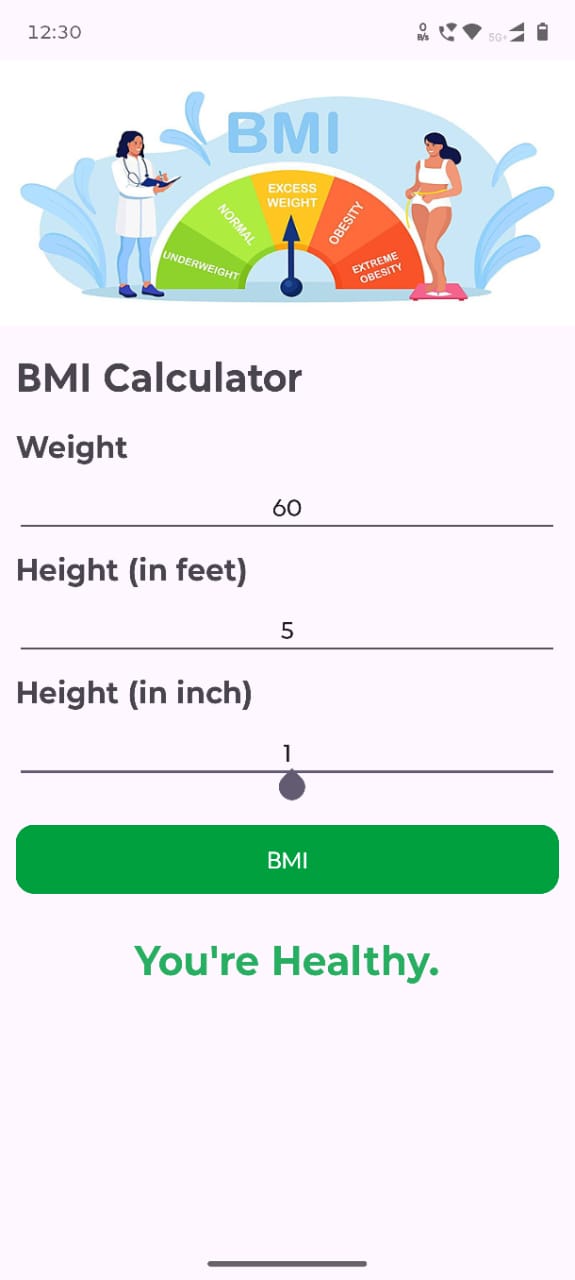 12:30
0
B/s
5G+
BMI
UNDERWEIGHT
NORMAL
EXCESS
WEIGHT
OBESITY
EXTREME
OBESITY
BMI Calculator
Weight
60
Height (in feet)
5
Height (in inch)
1
BMI
You're Healthy.